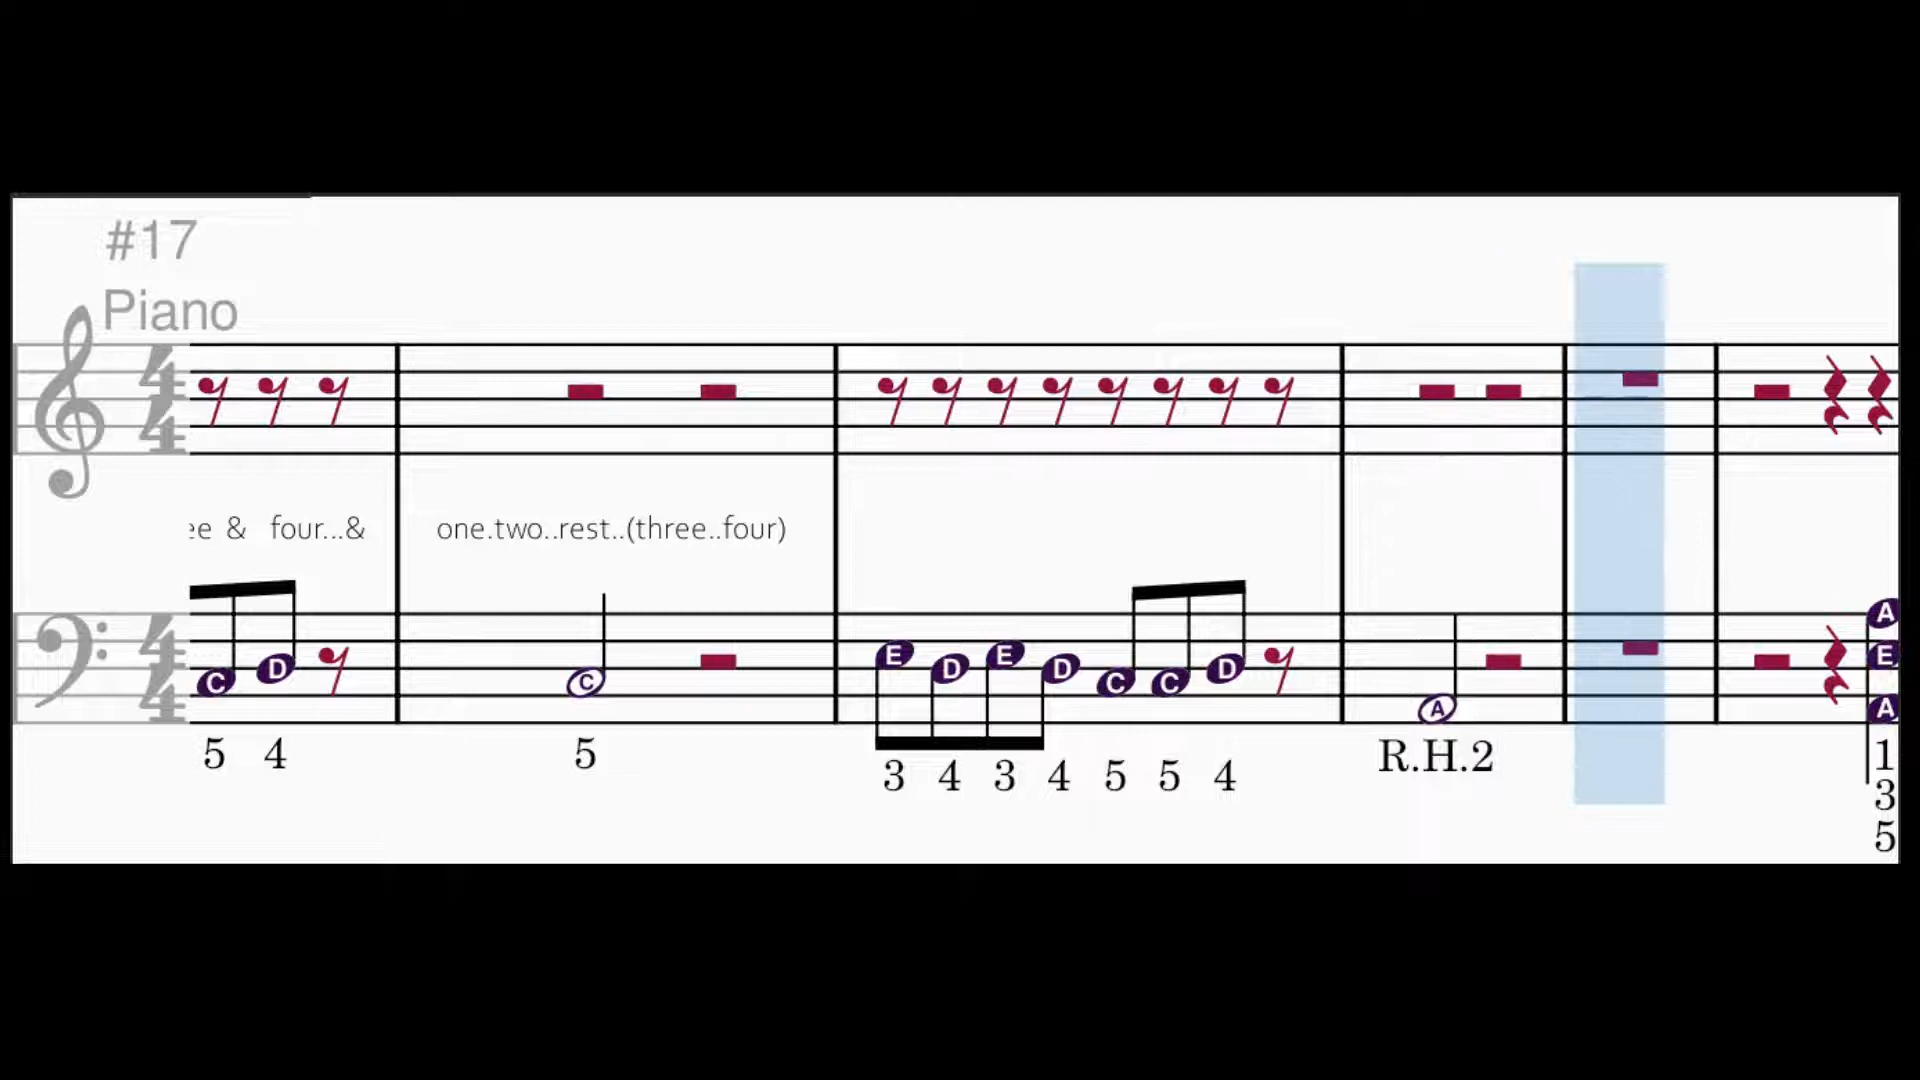 #17
Piano
ee & four...& one.two..rest..(three..four)
C D C E D E D C C D A A E A
5 4 5 3 4 3 4 5 5 4 R.H.2 1
3
5